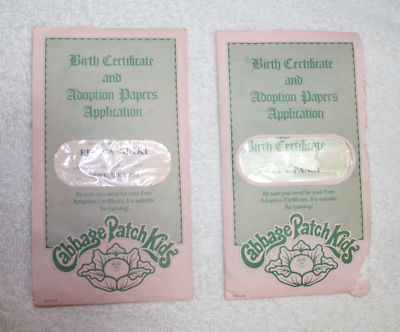 Birth Certificate
and
Adoption Papers
Application
Be sure you send for your Free
Adoption Certificate. It's suitable
for framing!
Cabbage Patch Kids
Birth Certificate
and
Adoption Papers
Application
Birth Certificate
Be sure you send for your Free
Adoption Certificate. It's suitable
for framing!
Cabbage Patch Kids